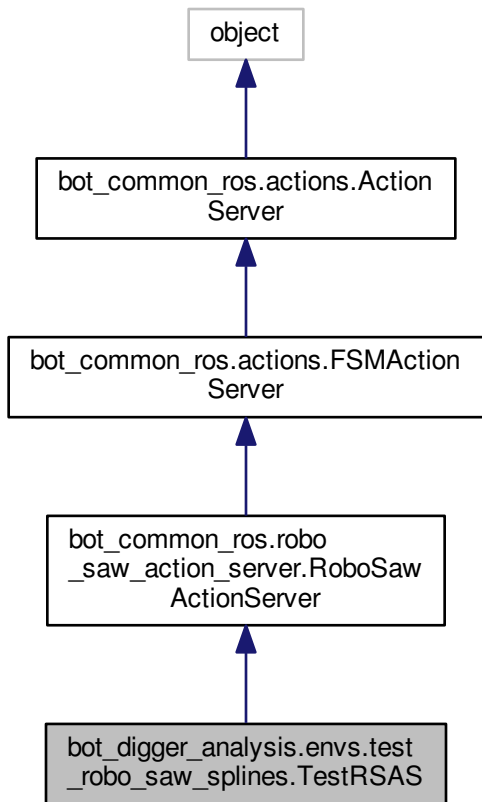 object
bot_common_ros.actions.Action
Server
bot_common_ros.actions.FSMAction
Server
bot_common_ros.robo
_saw_action_server.RoboSaw
ActionServer
bot_digger_analysis.envs.test
_robo_saw_splines.TestRSAS